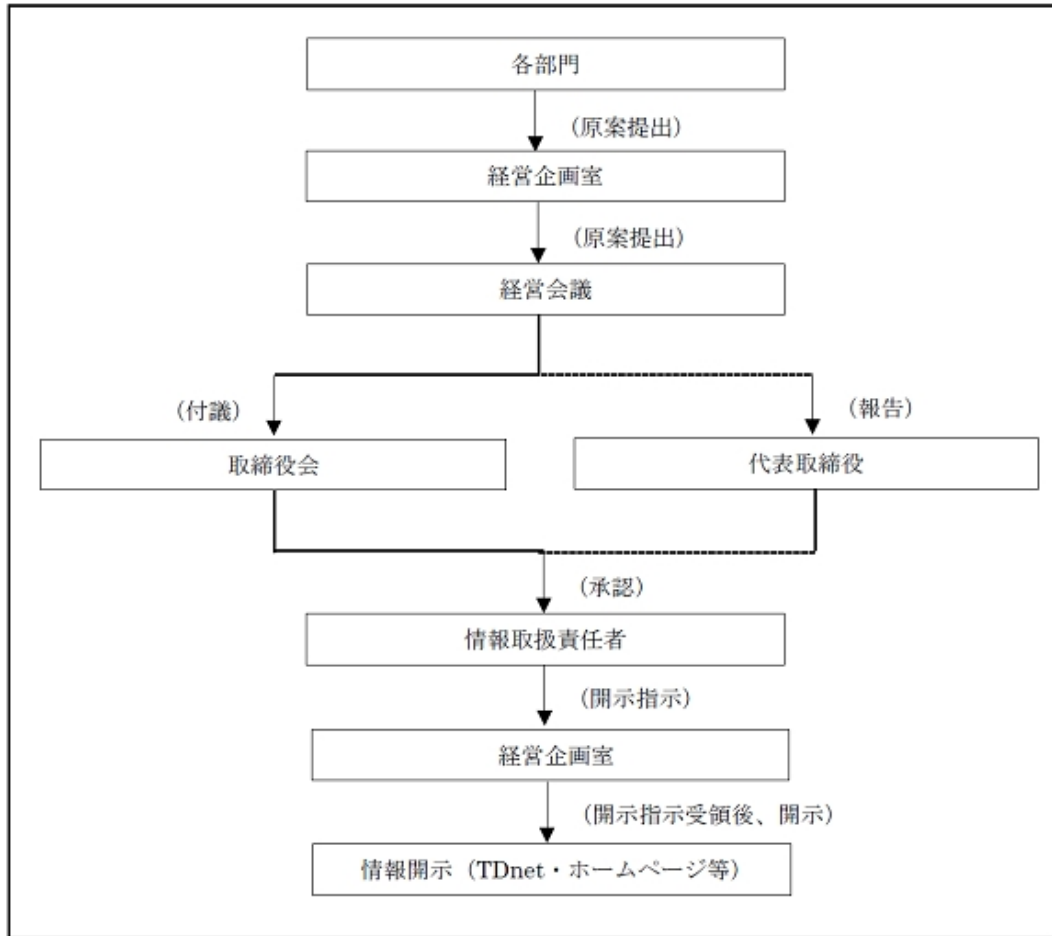 各部門
（原案提出）
経営企画室
（原案提出）
経営会議
（付議）
（報告）
取締役会
代表取締役
（承認）
情報取扱責任者
（開示指示）
経営企画室
（開示指示受領後、開示）
情報開示（TDnet・ホームページ等）